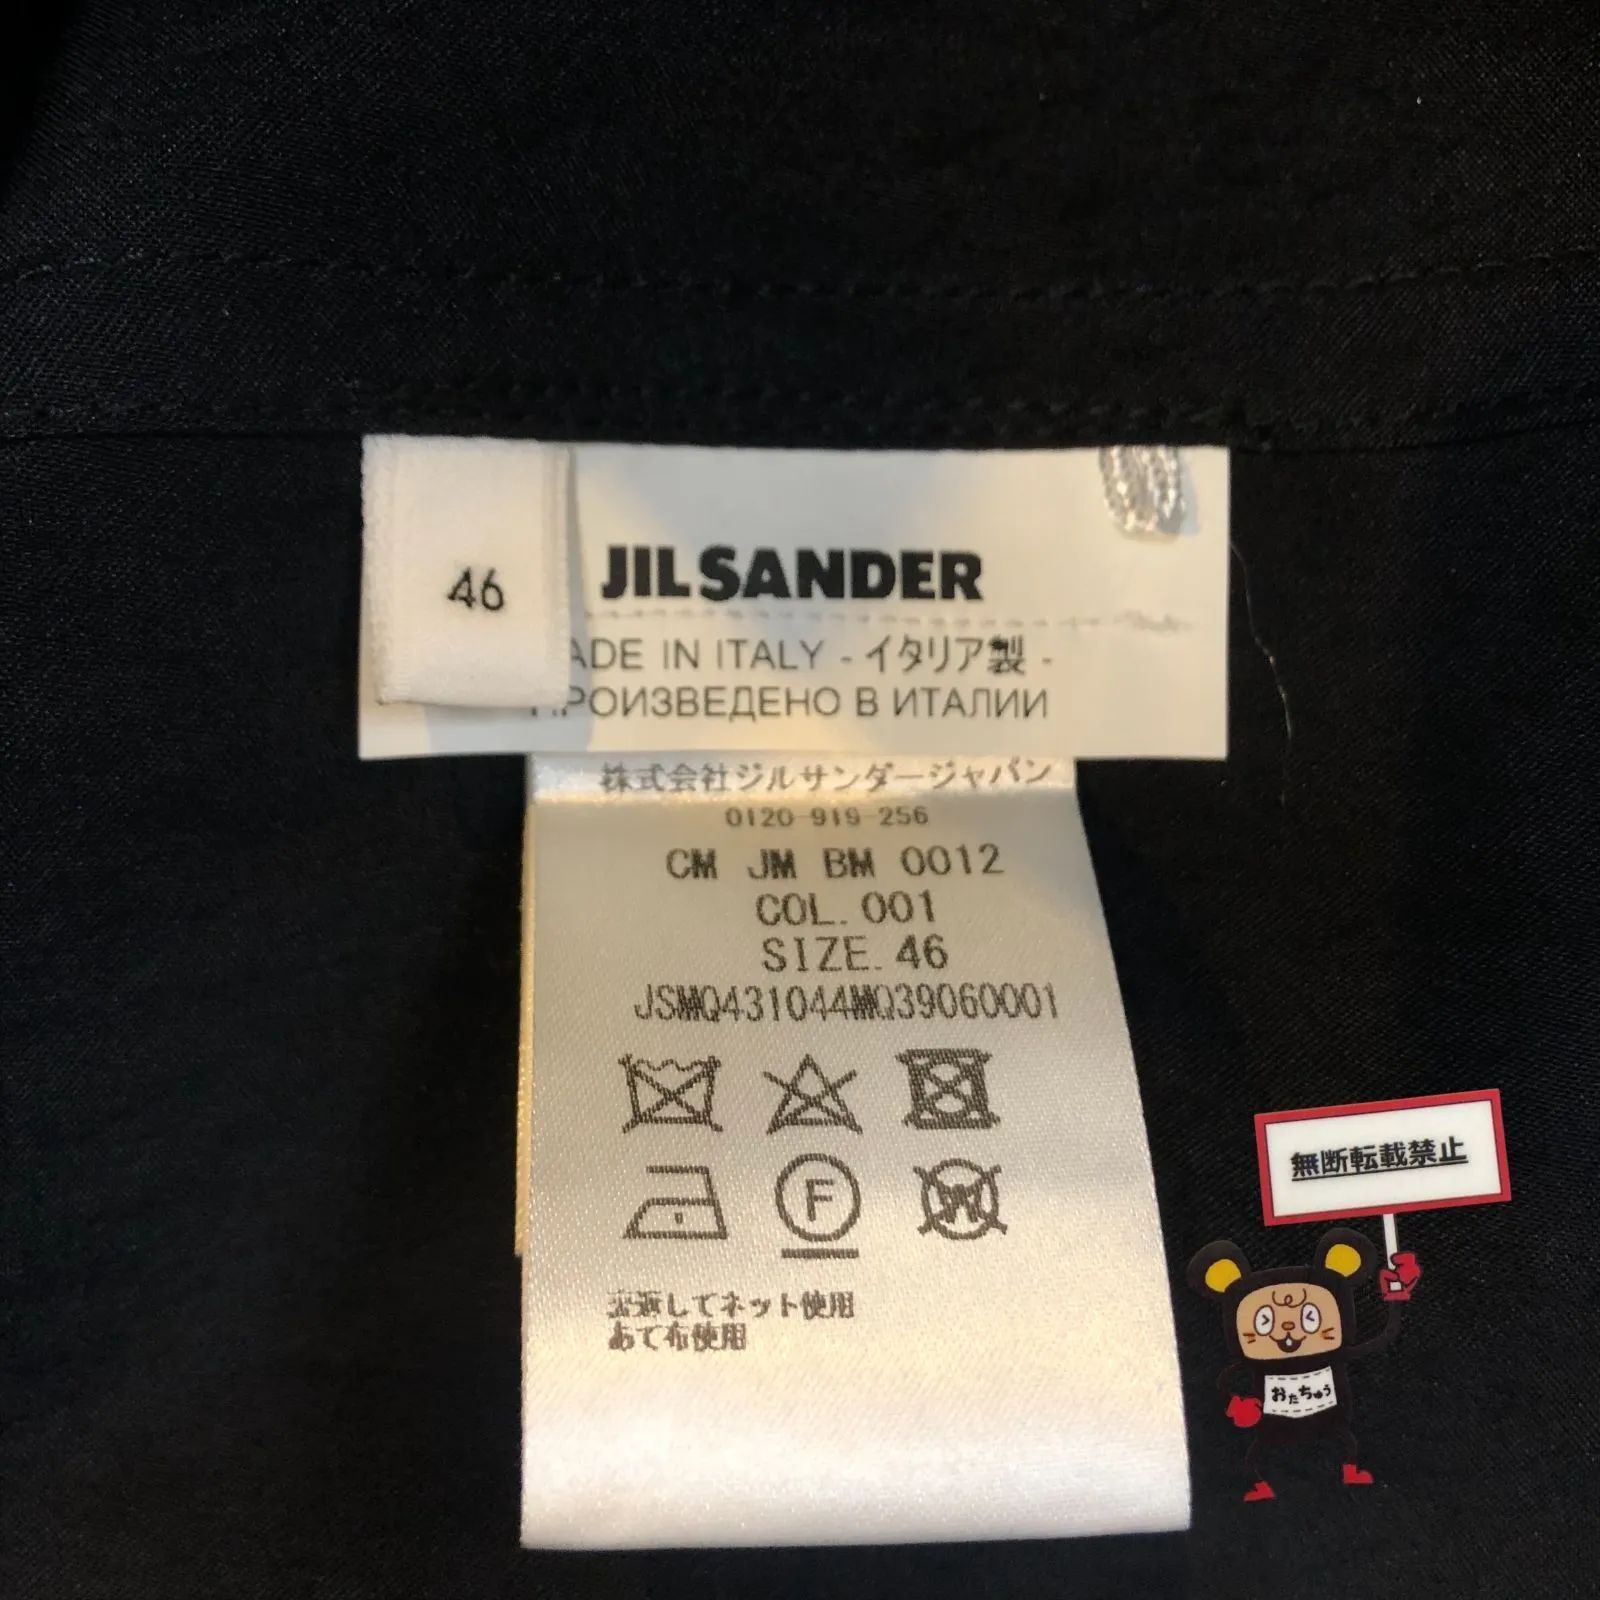 46
JIL SANDER
ADE IN ITALY - イタリア製 -
ПРОИЗВЕДЕНО В ИТАЛИИ
株式会社ジルサンダージャパン
0120-919-256
CM JM BM 0012
COL. 001
SIZE. 46
JSMQ431044MQ39060001
F
W
裏返してネット使用
あて布使用
無断転載禁止
おたちゅう